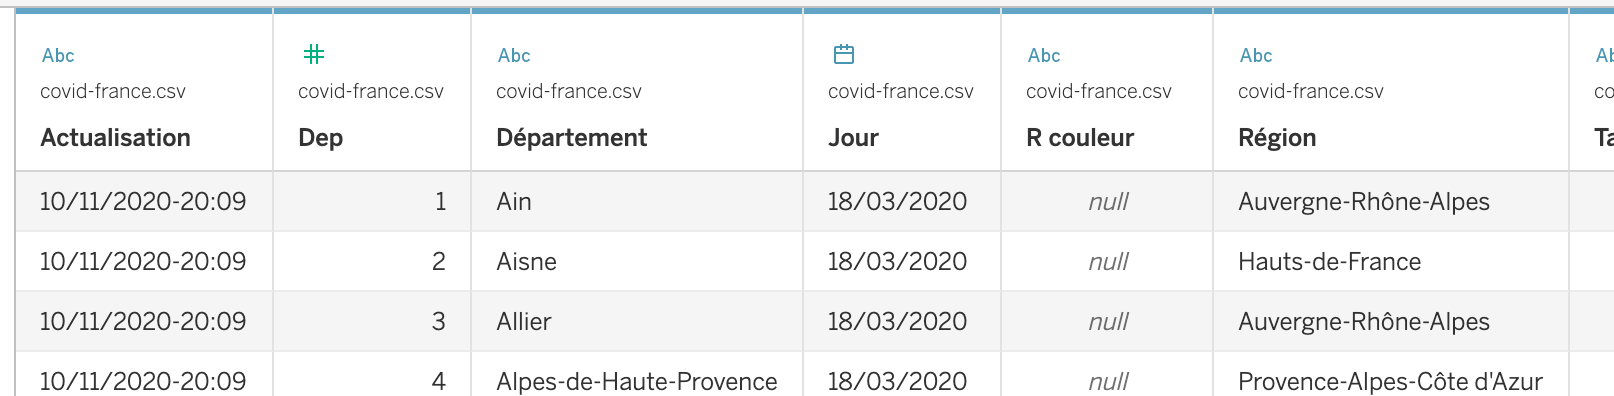 Abc Abc Abc Abc Ab
covid-france.csv covid-france.csv covid-france.csv covid-france.csv covid-france.csv covid-france.csv co
Actualisation Dep Département Jour R couleur Région Ta
10/11/2020-20:09 1 Ain 18/03/2020 null Auvergne-Rhône-Alpes
10/11/2020-20:09 2 Aisne 18/03/2020 null Hauts-de-France
10/11/2020-20:09 3 Allier 18/03/2020 null Auvergne-Rhône-Alpes
10/11/2020-20:09 4 Alpes-de-Haute-Provence 18/03/2020 null Provence-Alpes-Côte d'Azur